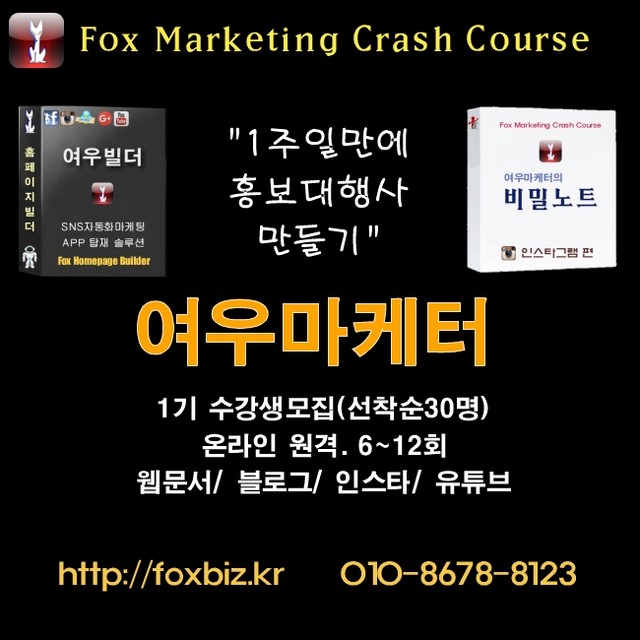 Fox Marketing Crash Course
홈페이지빌더
여우빌더
SNS자동화마케팅
APP 탑재 솔루션
Fox Homepage Builder
"1주일만에
홍보대행사
만들기"
Fox Marketing Crash Course
여우마케터의
비밀노트
인스타그램 편
여우마케터
1기 수강생모집(선착순30명)
온라인 원격. 6~12회
웹문서/ 블로그/ 인스타/ 유튜브
http://foxbiz.kr 010-8678-8123